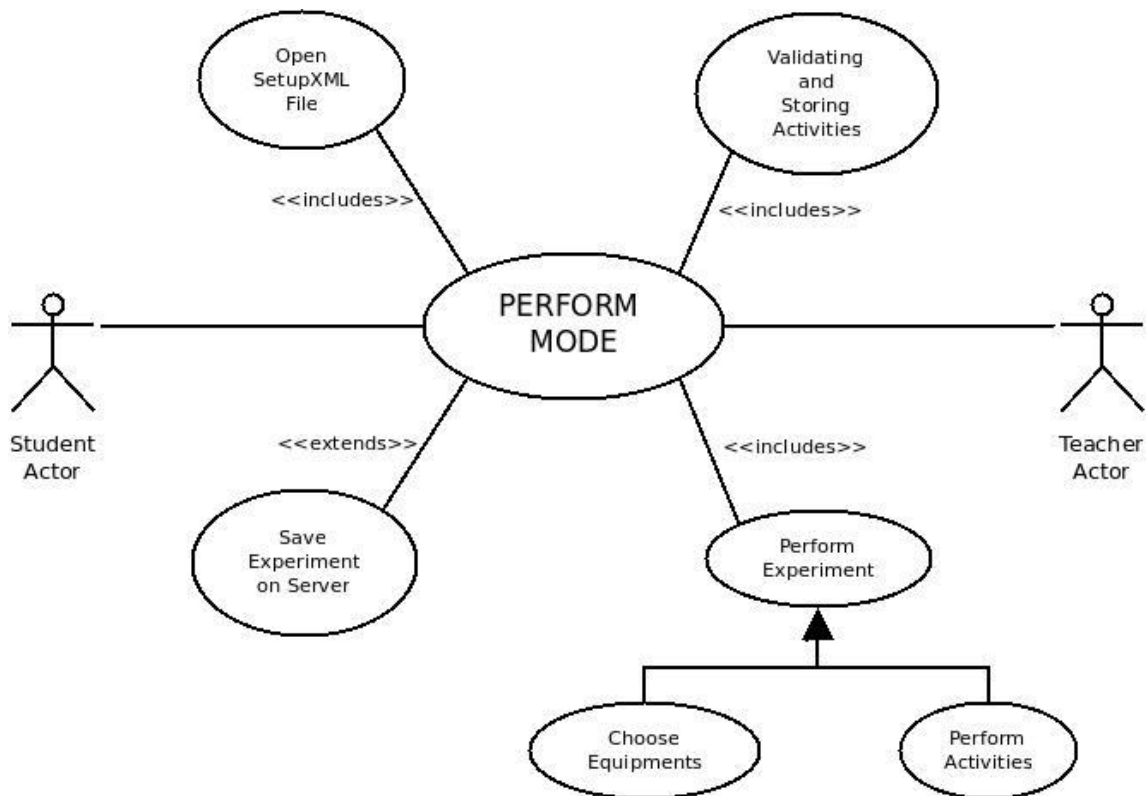 Open
SetupXML
File
Validating
and
Storing
Activities
<<includes>>
<<includes>>
PERFORM
MODE
Student
Actor
Teacher
Actor
<<extends>>
<<includes>>
Save
Experiment
on Server
Perform
Experiment
Choose
Equipments
Perform
Activities